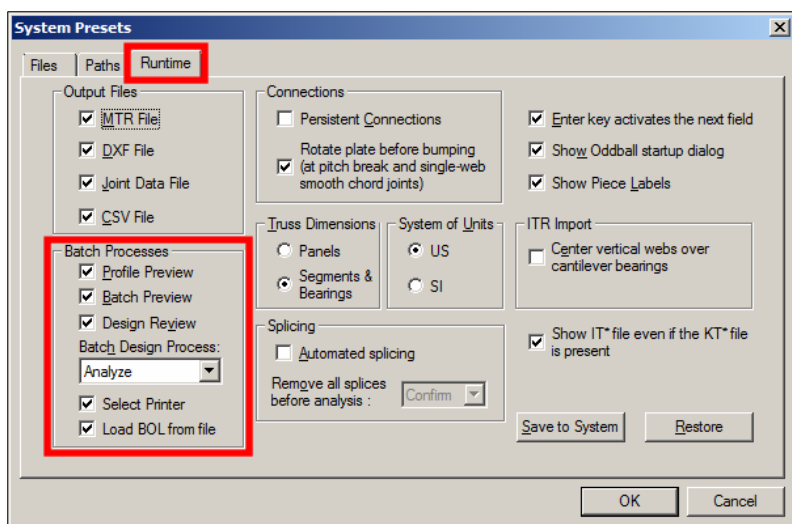 System Presets
Files
Paths
Runtime
Output Files
MTR File
DXF File
Joint Data File
CSV File
Batch Processes
Profile Preview
Batch Preview
Design Review
Batch Design Process:
Analyze
Select Printer
Load BOL from file
Connections
Persistent Connections
Rotate plate before bumping
(at pitch break and single-web
smooth chord joints)
Truss Dimensions
Panels
Segments &
Bearings
System of Units
US
SI
Splicing
Automated splicing
Remove all splices
before analysis :
Confirm
Enter key activates the next field
Show Oddball startup dialog
Show Piece Labels
ITR Import
Center vertical webs over
cantilever bearings
Show IT* file even if the KT* file
is present
Save to System
Restore
OK
Cancel